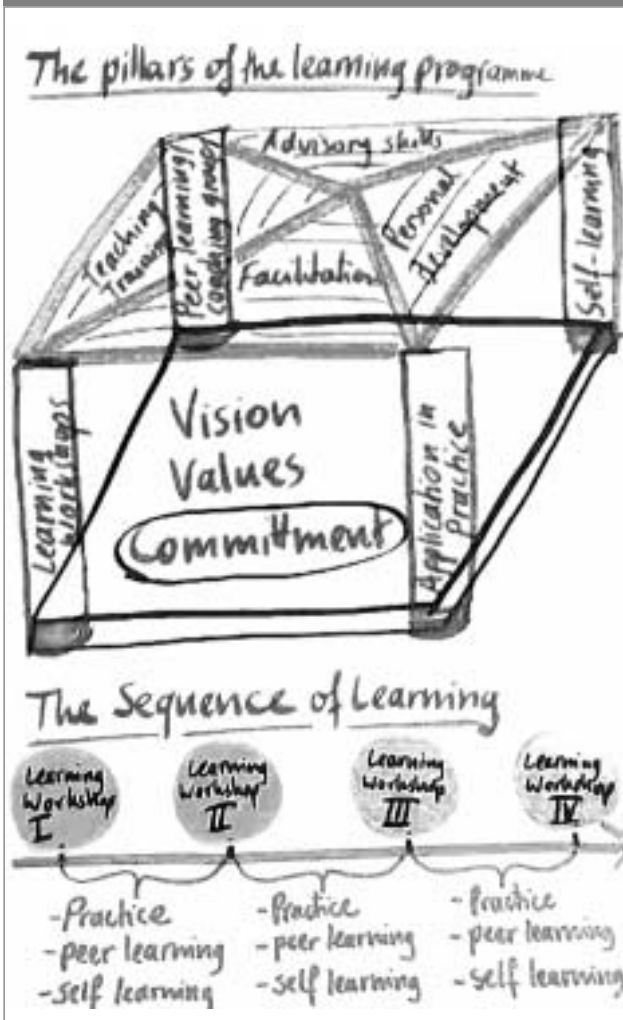 The pillars of the learning programme
Advisory skills
Teaching
Training
Peer learning/
coaching groups
Facilitation
Personal
development
Self-learning
Learning
Workshops
Vision
Values
Committment
Application in
Practice
The Sequence of Learning
Learning
Workshop
I
Learning
Workshop
II
Learning
Workshop
III
Learning
Workshop
IV
-Practice
-peer learning
-self learning
-Practice
-peer learning
-self learning
-Practice
-peer learning
-self learning